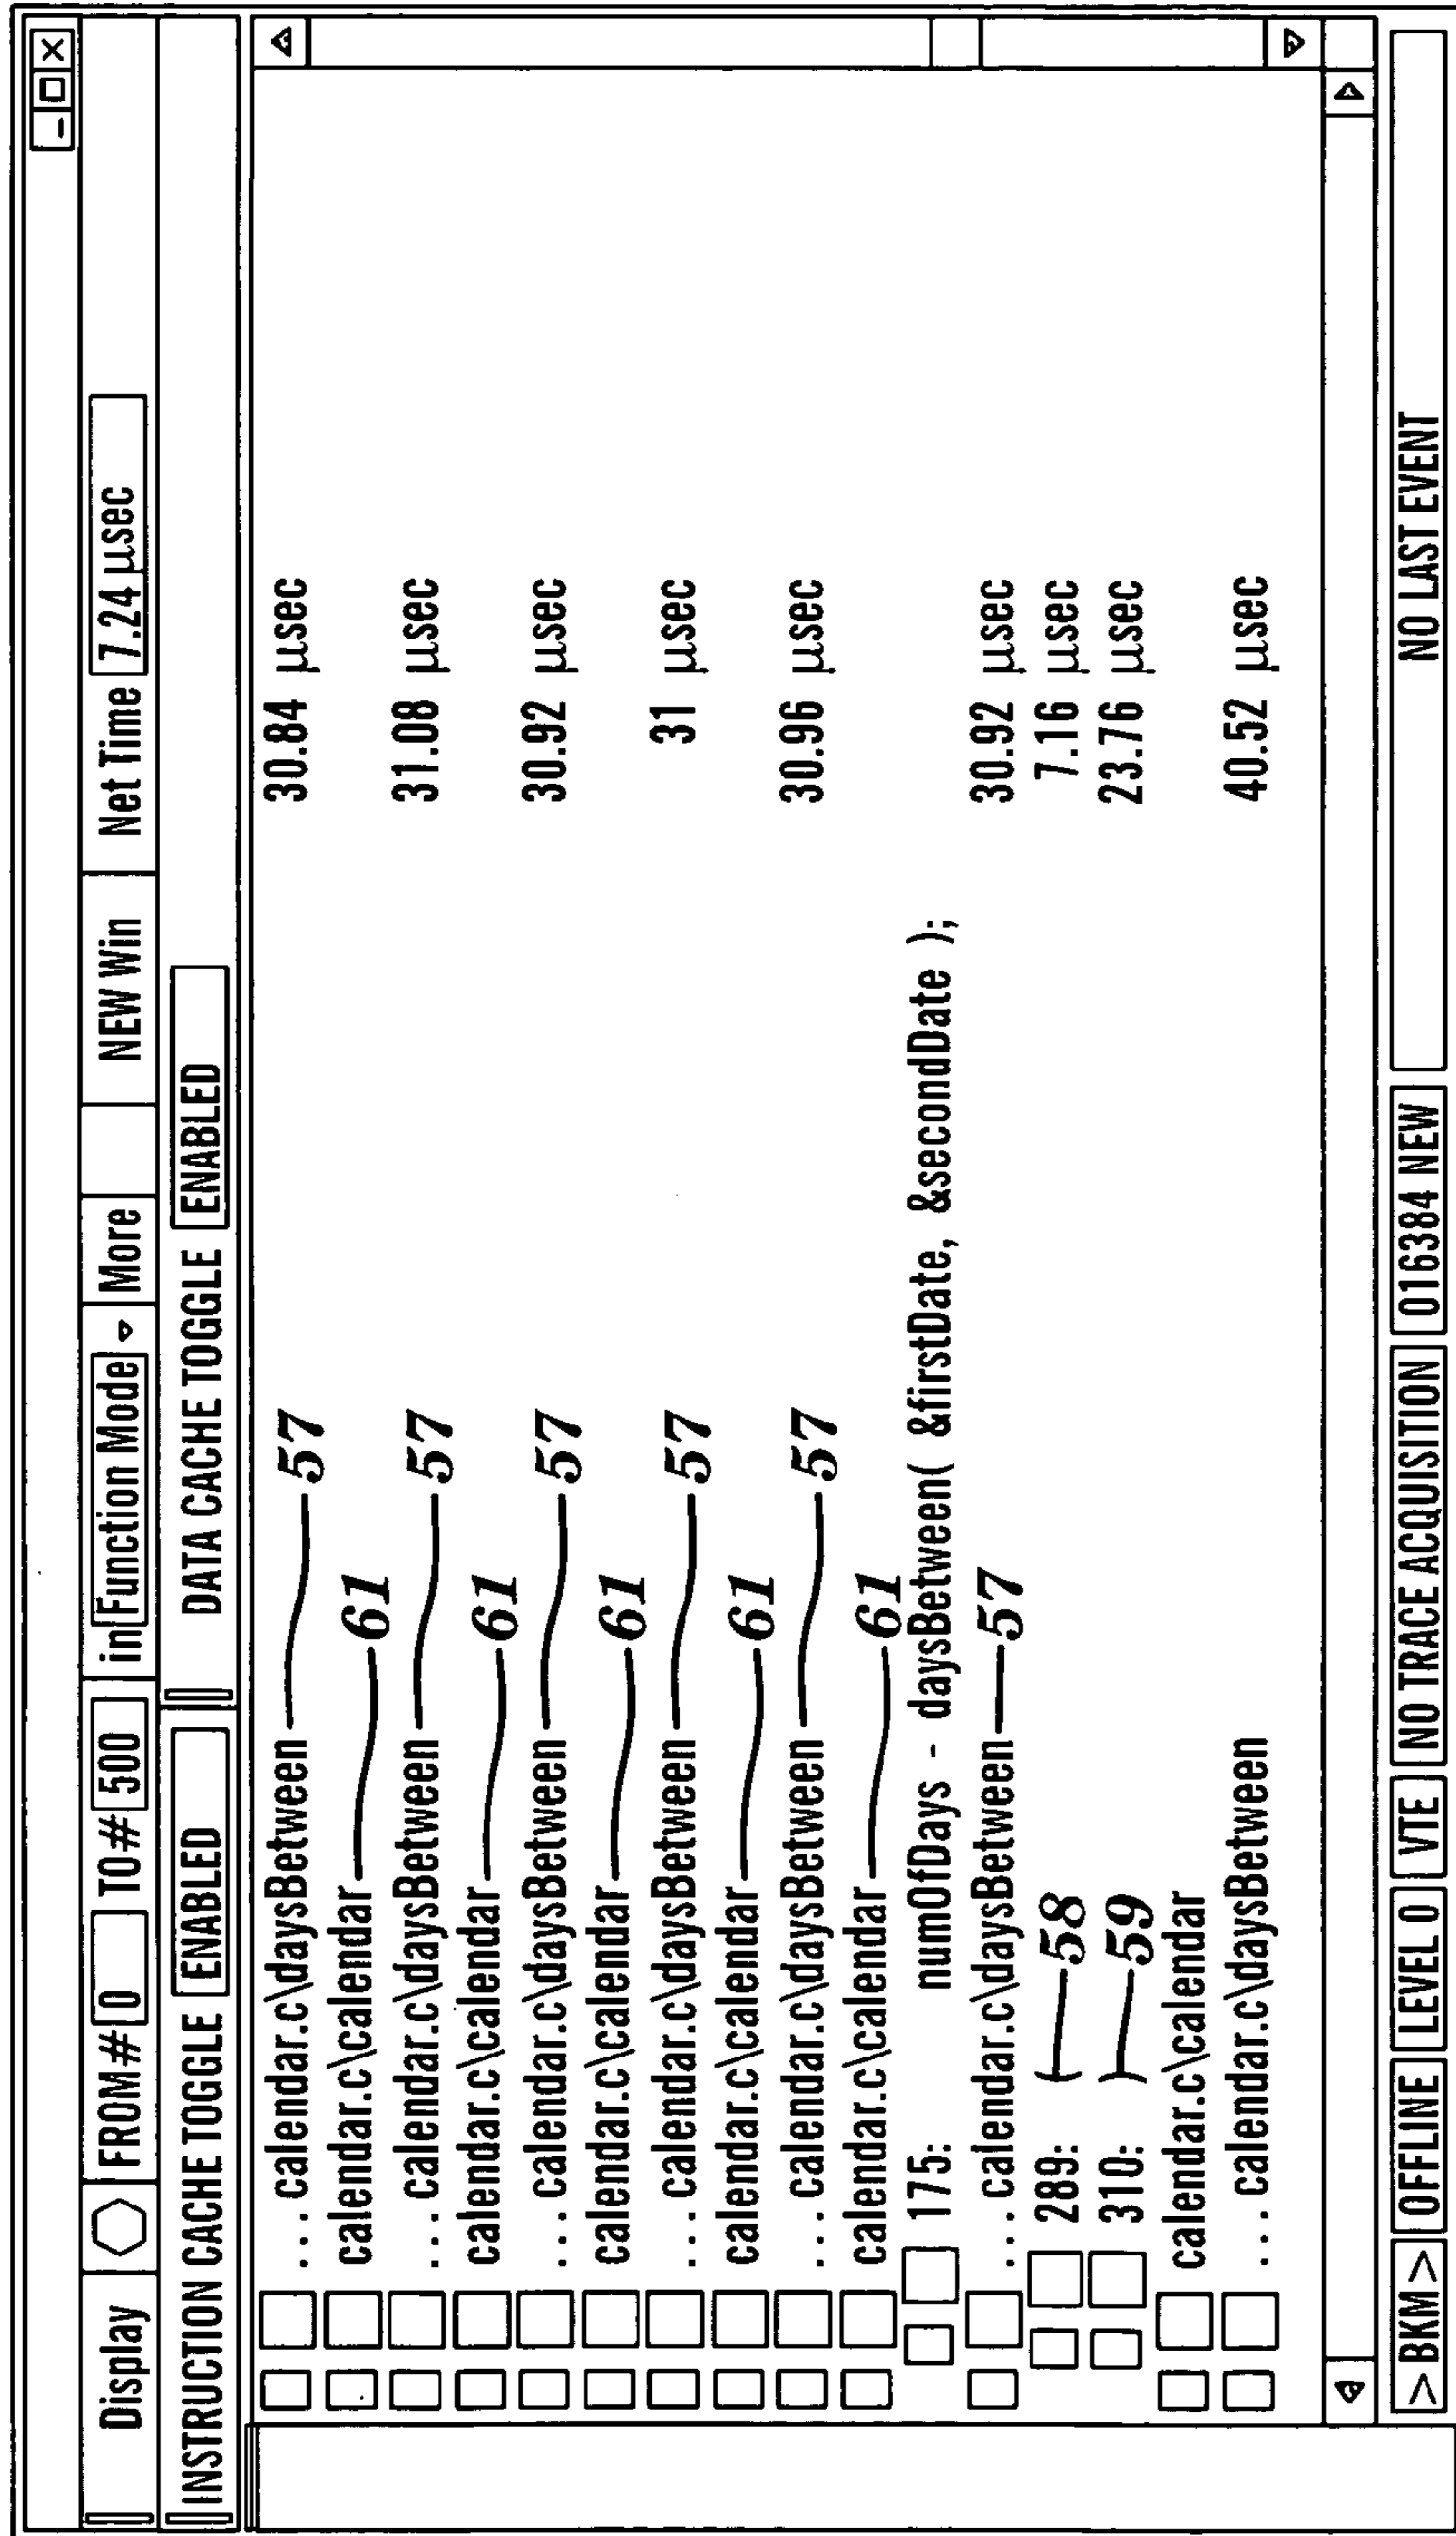 Display FROM# 0 TO# 500 in Function Mode More NEW Win Net Time 7.24 µsec
INSTRUCTION CACHE TOGGLE ENABLED DATA CACHE TOGGLE ENABLED
... calendar.c\daysBetween 57 30.84 µsec
calendar.c\calendar 61
... calendar.c\daysBetween 57 31.08 µsec
calendar.c\calendar 61
... calendar.c\daysBetween 57 30.92 µsec
calendar.c\calendar 61
... calendar.c\daysBetween 57 31 µsec
calendar.c\calendar 61
... calendar.c\daysBetween 57 30.96 µsec
calendar.c\calendar 61
175: numOfDays - daysBetween( &firstDate, &secondDate );
... calendar.c\daysBetween 57 30.92 µsec
289: 58 7.16 µsec
310: 59 23.76 µsec
calendar.c\calendar
... calendar.c\daysBetween 40.52 µsec
>BKM> OFFLINE LEVEL 0 VTE NO TRACE ACQUISITION 016384 NEW NO LAST EVENT